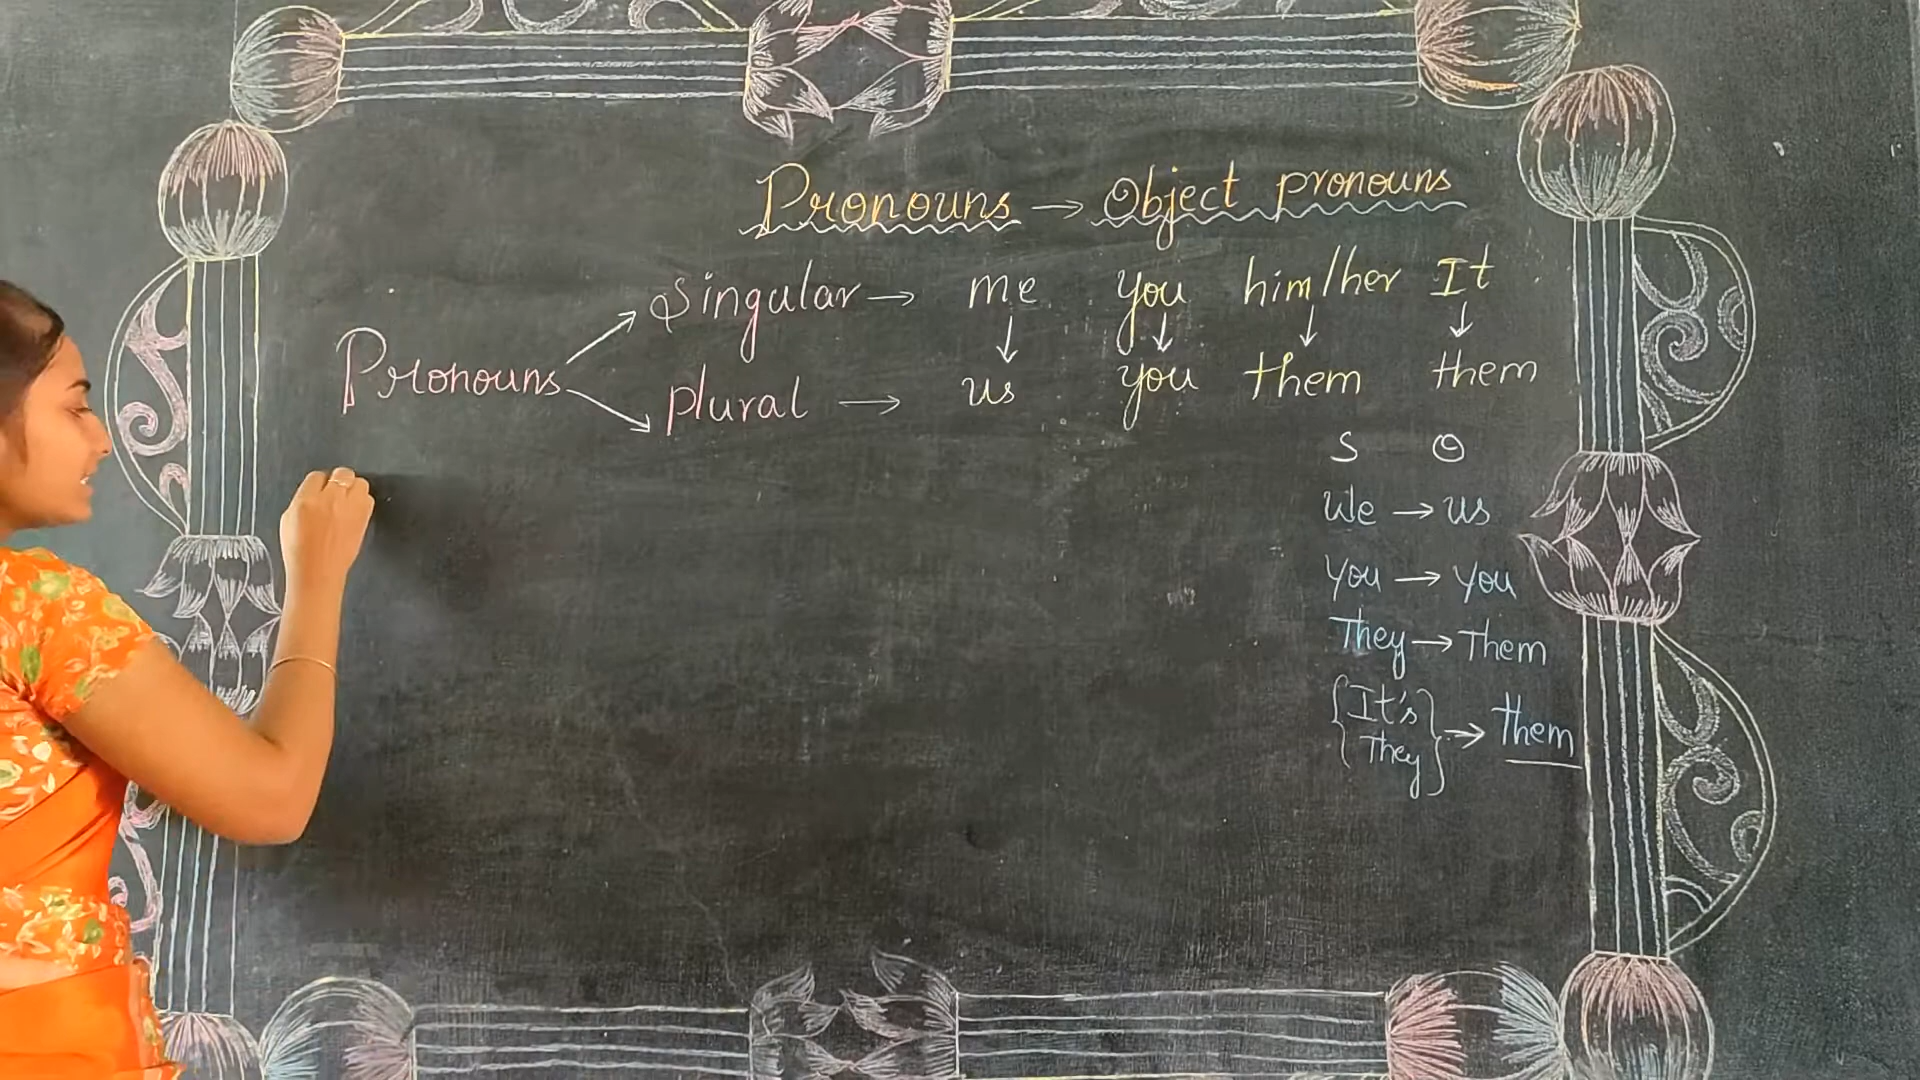 Pronouns → Object pronouns
Singular → me you him/her It
↓ ↓ ↓ ↓
Pronouns
plural → us you them them
S O
We → us
you → you
They → Them
{It's
They} → them